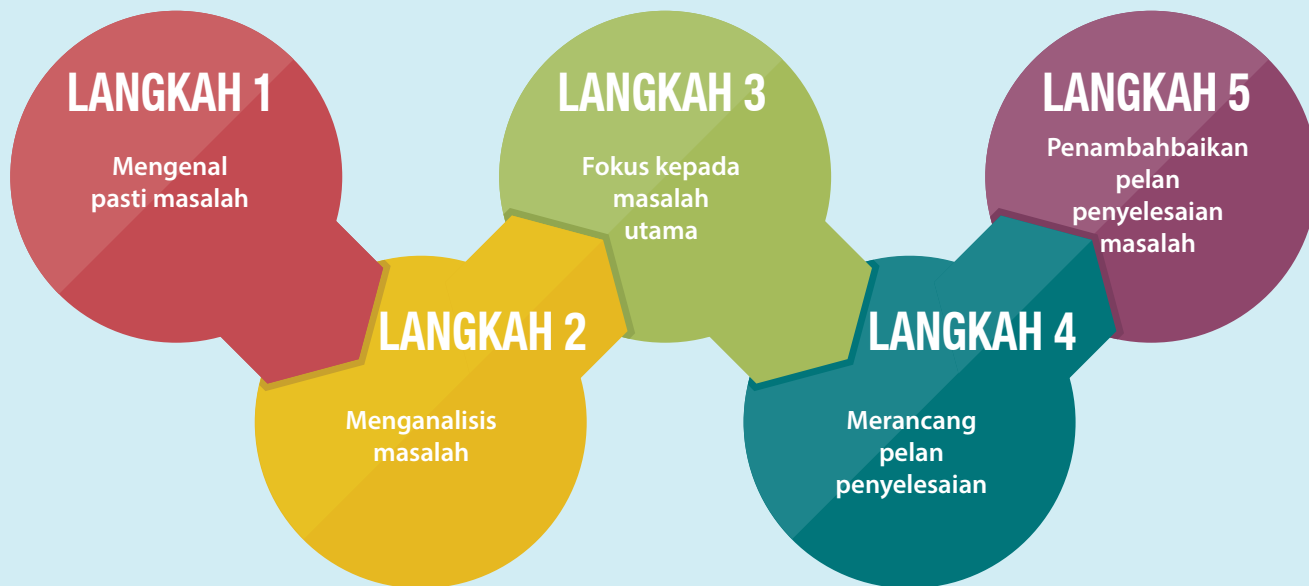 LANGKAH 1
Mengenal
pasti masalah
LANGKAH 2
Menganalisis
masalah
LANGKAH 3
Fokus kepada
masalah
utama
LANGKAH 4
Merancang
pelan
penyelesaian
LANGKAH 5
Penambahbaikan
pelan
penyelesaian
masalah